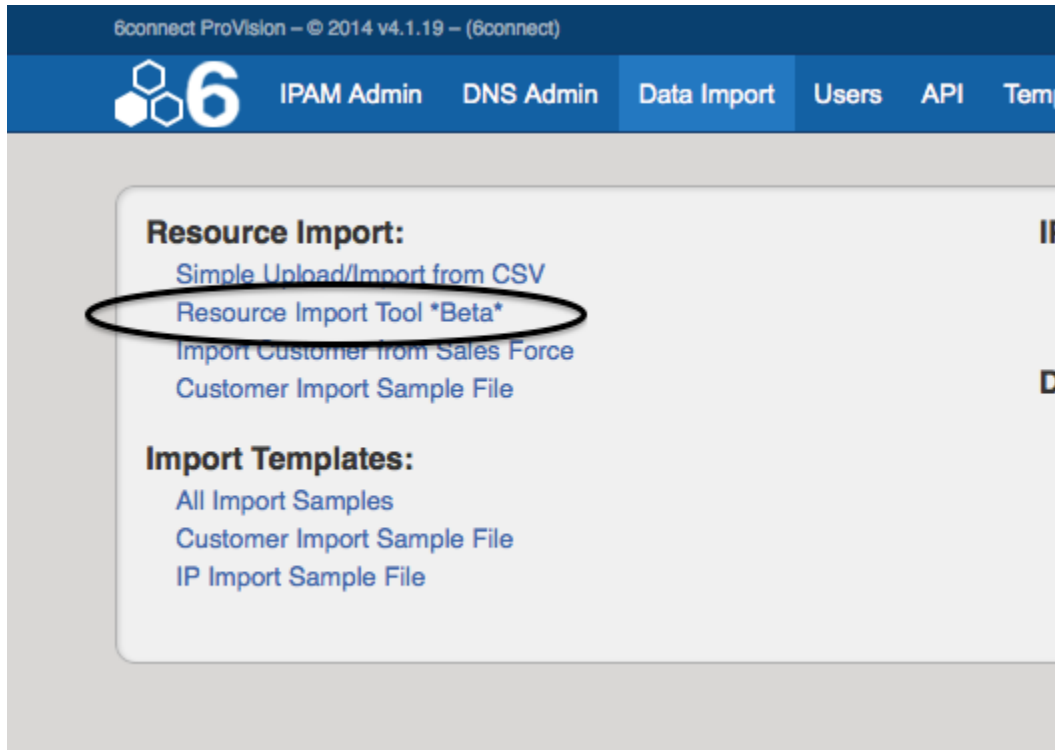 6connect ProVision – © 2014 v4.1.19 – (6connect)
6 IPAM Admin DNS Admin Data Import Users API Temp
Resource Import:
Simple Upload/Import from CSV
Resource Import Tool *Beta*
Import Customer from Sales Force
Customer Import Sample File
Import Templates:
All Import Samples
Customer Import Sample File
IP Import Sample File